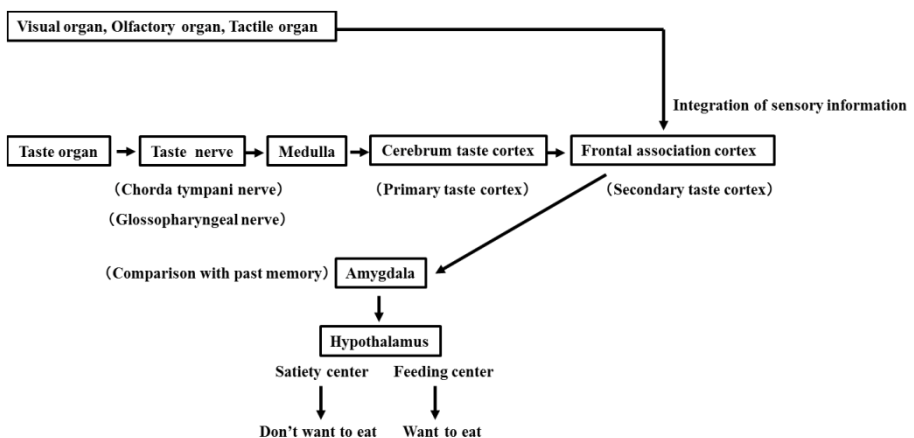 Visual organ, Olfactory organ, Tactile organ
Integration of sensory information
Taste organ
Taste nerve
Medulla
Cerebrum taste cortex
Frontal association cortex
（Chorda tympani nerve）
（Primary taste cortex）
（Secondary taste cortex）
（Glossopharyngeal nerve）
（Comparison with past memory）
Amygdala
Hypothalamus
Satiety center
Feeding center
Don’t want to eat
Want to eat